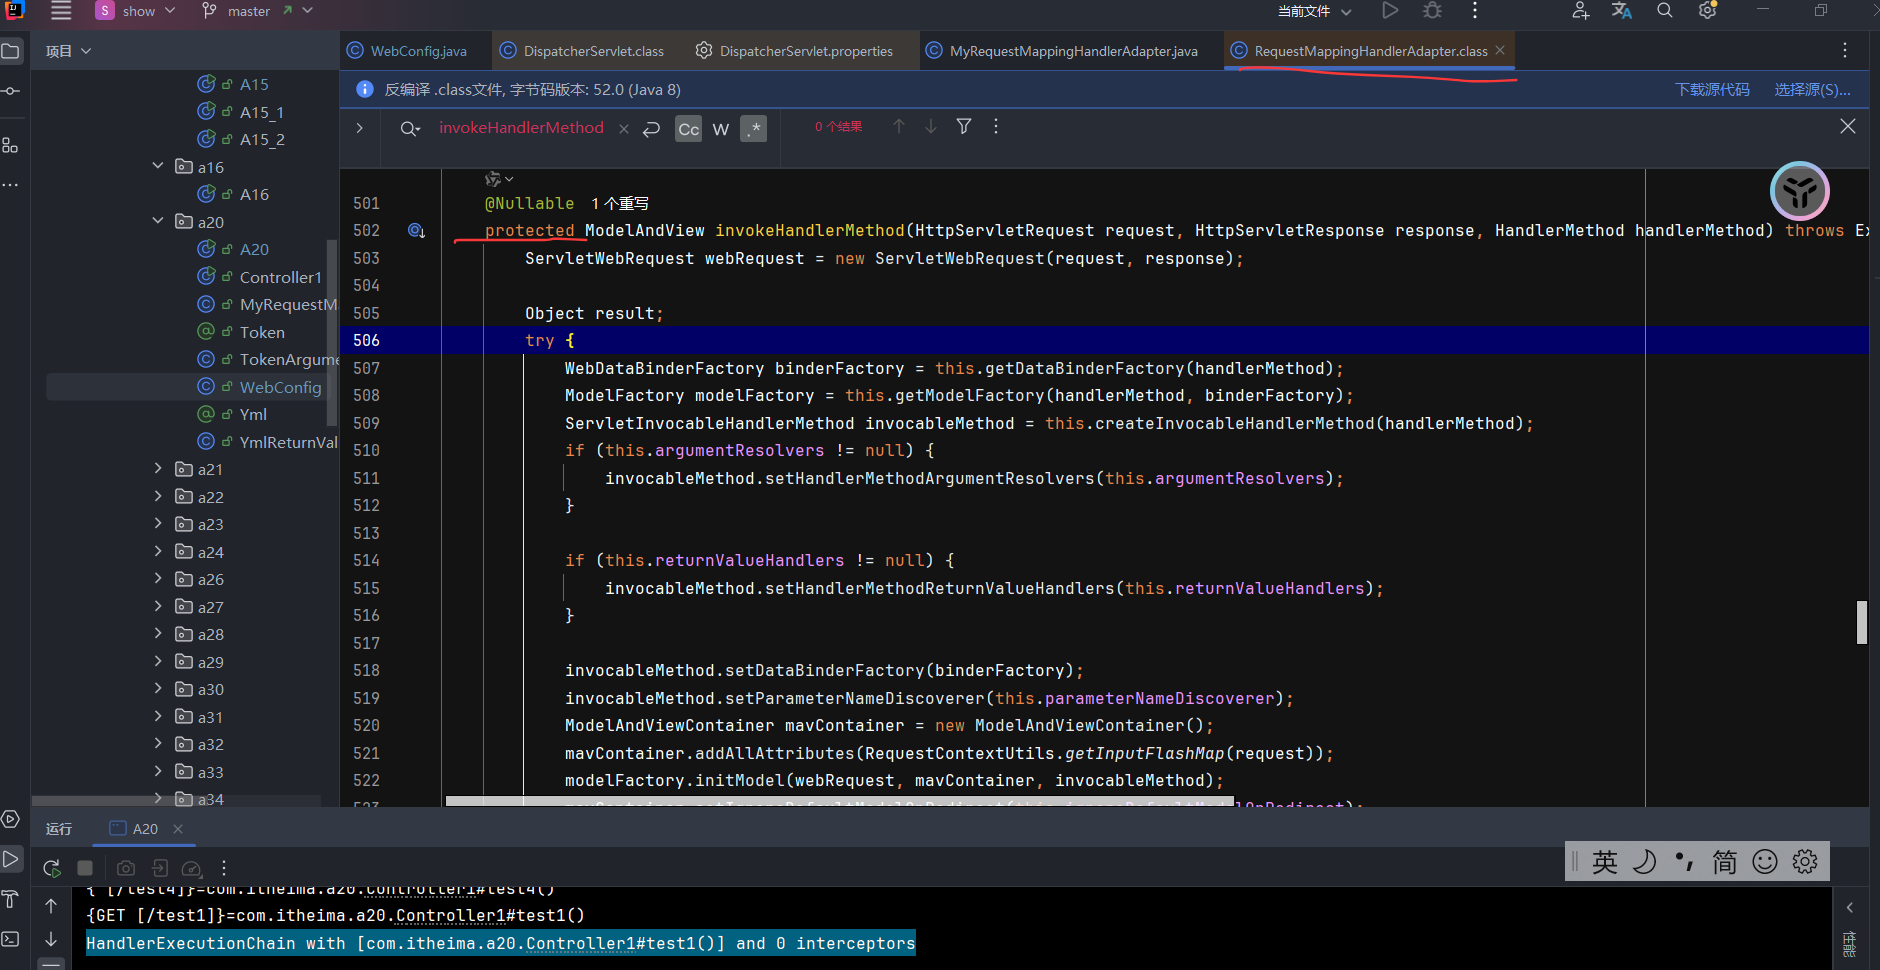 S show master 当前文件
项目
WebConfig.java DispatcherServlet.class DispatcherServlet.properties MyRequestMappingHandlerAdapter.java RequestMappingHandlerAdapter.class
反编译 .class文件, 字节码版本: 52.0 (Java 8) 下载源代码 选择源(S)...
invokeHandlerMethod Cc W .* 0 个结果
A15
A15_1
A15_2
a16
A16
a20
A20
Controller1
MyRequestM
Token
TokenArgume
WebConfig
Yml
YmlReturnVal
a21
a22
a23
a24
a26
a27
a28
a29
a30
a31
a32
a33
a34
501 @Nullable 1 个重写
502 protected ModelAndView invokeHandlerMethod(HttpServletRequest request, HttpServletResponse response, HandlerMethod handlerMethod) throws Ex
503 ServletWebRequest webRequest = new ServletWebRequest(request, response);
504
505 Object result;
506 try {
507 WebDataBinderFactory binderFactory = this.getDataBinderFactory(handlerMethod);
508 ModelFactory modelFactory = this.getModelFactory(handlerMethod, binderFactory);
509 ServletInvocableHandlerMethod invocableMethod = this.createInvocableHandlerMethod(handlerMethod);
510 if (this.argumentResolvers != null) {
511 invocableMethod.setHandlerMethodArgumentResolvers(this.argumentResolvers);
512 }
513
514 if (this.returnValueHandlers != null) {
515 invocableMethod.setHandlerMethodReturnValueHandlers(this.returnValueHandlers);
516 }
517
518 invocableMethod.setDataBinderFactory(binderFactory);
519 invocableMethod.setParameterNameDiscoverer(this.parameterNameDiscoverer);
520 ModelAndViewContainer mavContainer = new ModelAndViewContainer();
521 mavContainer.addAllAttributes(RequestContextUtils.getInputFlashMap(request));
522 modelFactory.initModel(webRequest, mavContainer, invocableMethod);
运行 A20
英 简
{ [/test4]}=com.itheima.a20.Controller1#test4()
{GET [/test1]}=com.itheima.a20.Controller1#test1()
HandlerExecutionChain with [com.itheima.a20.Controller1#test1()] and 0 interceptors
性能